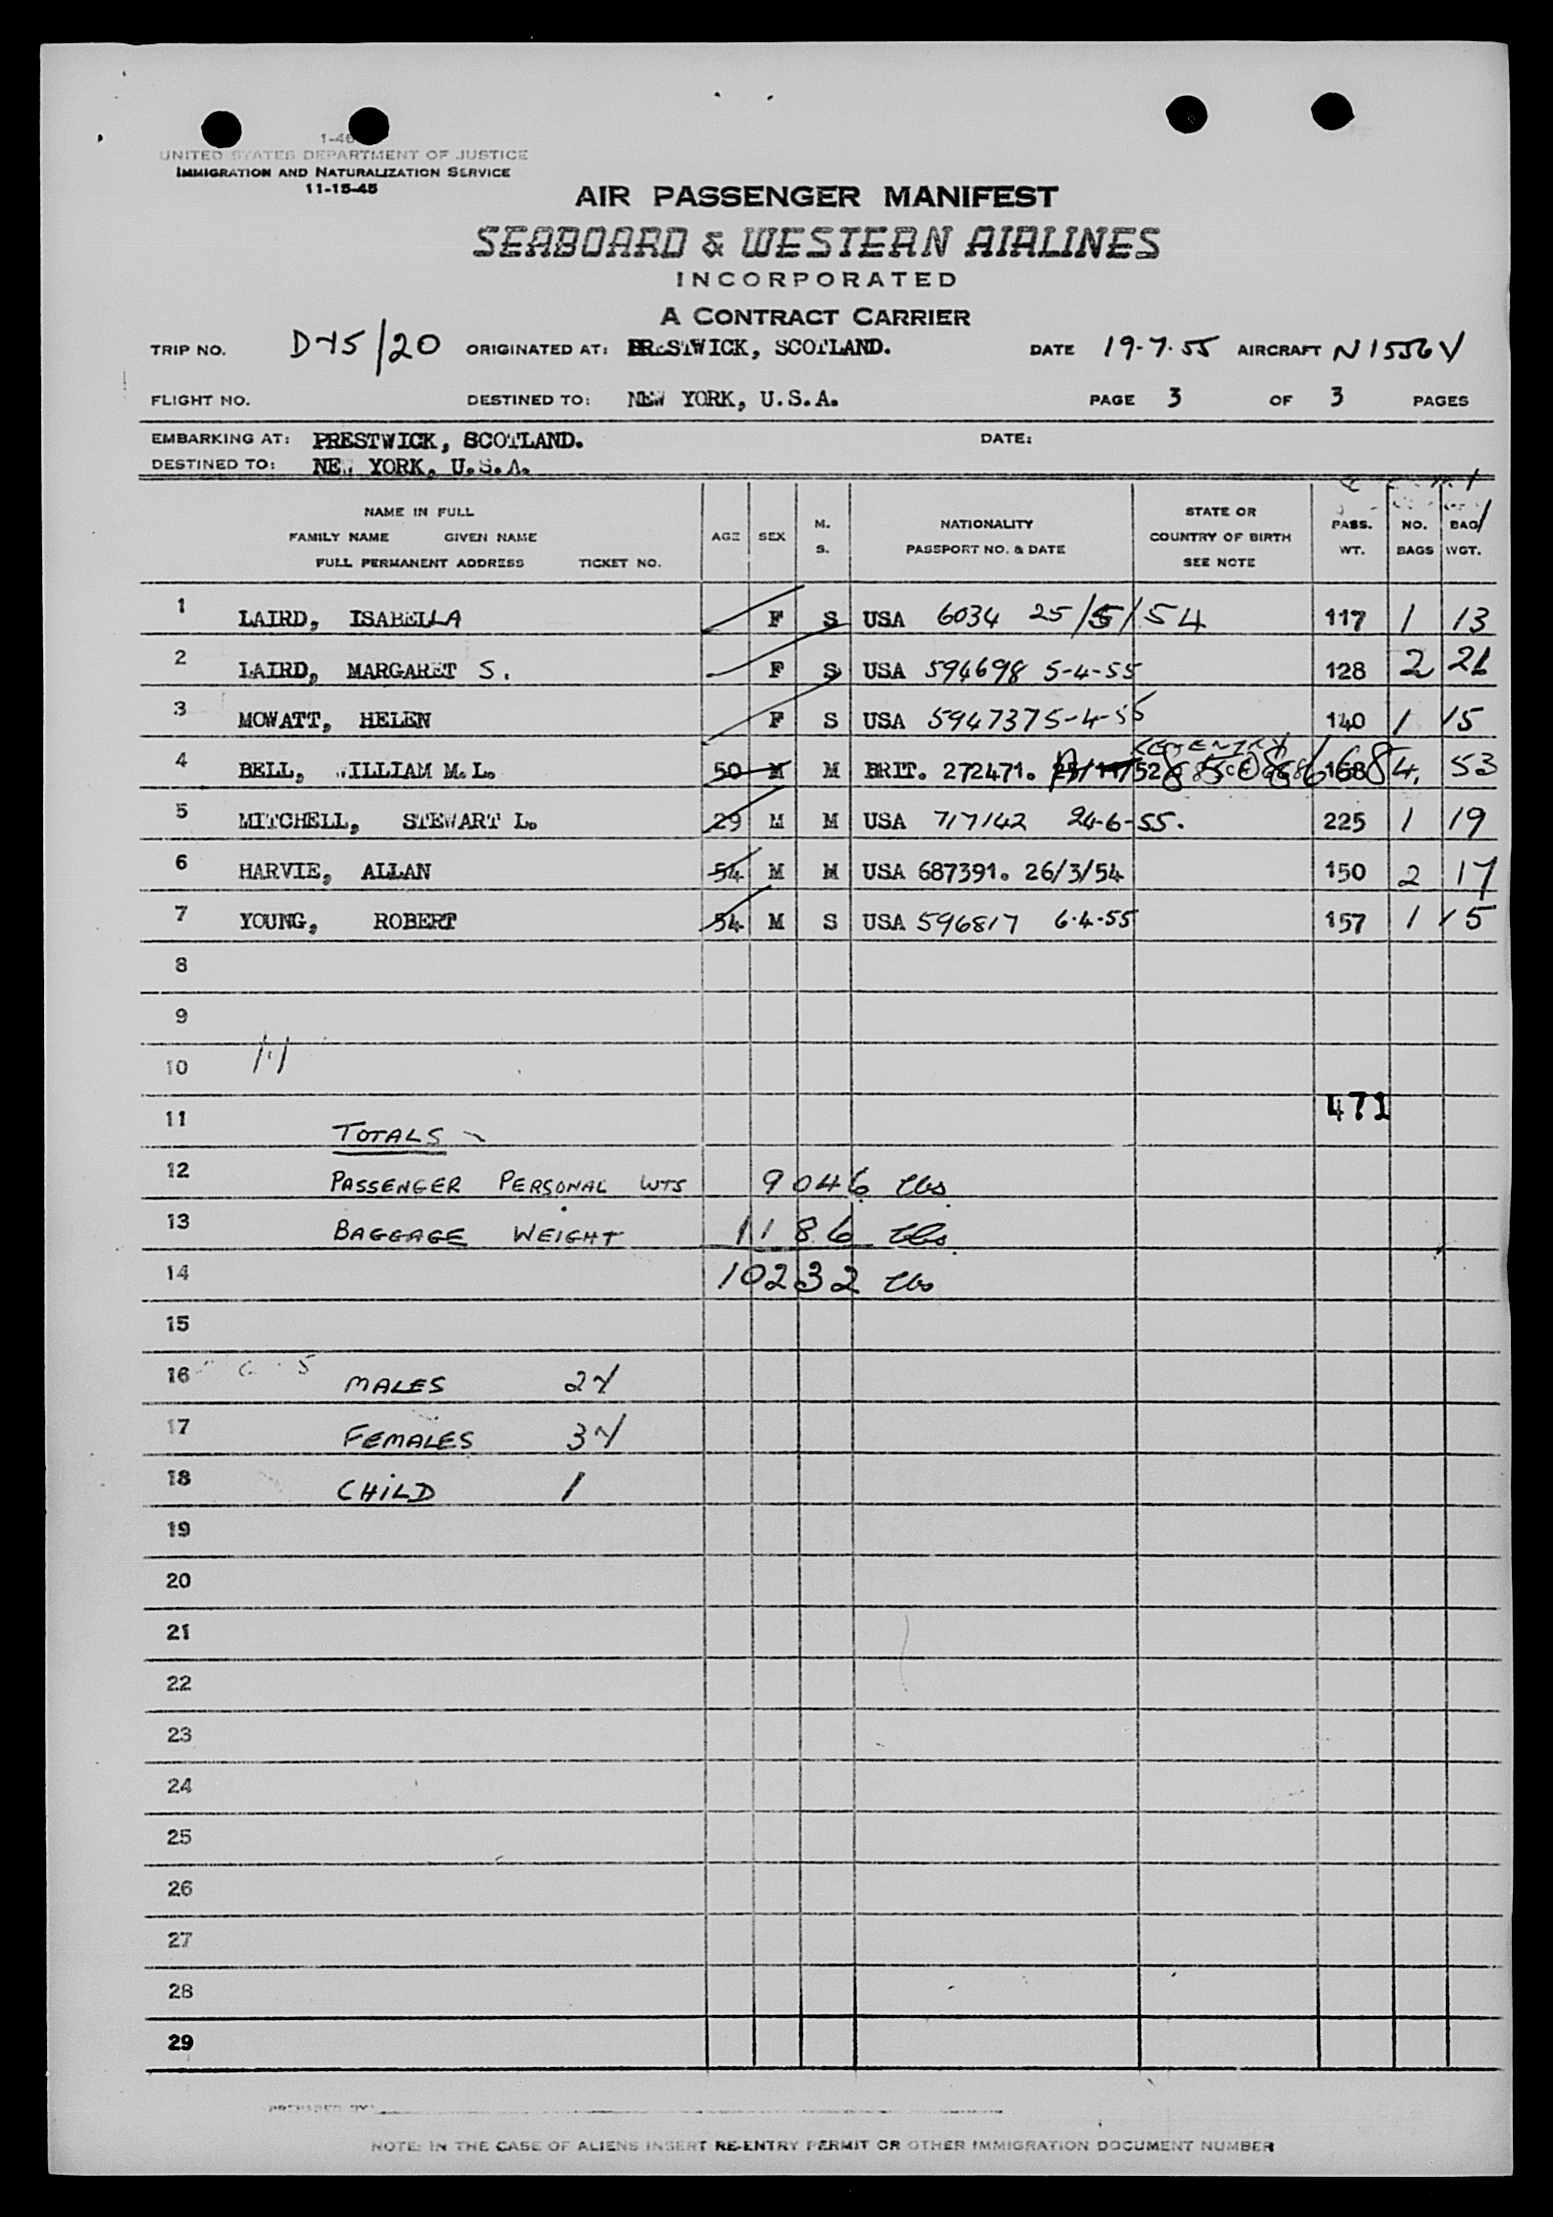 UNITED STATES DEPARTMENT OF JUSTICE
IMMIGRATION AND NATURALIZATION SERVICE
11-15-45
AIR PASSENGER MANIFEST
SEABOARD & WESTERN AIRLINES
INCORPORATED
A CONTRACT CARRIER
TRIP NO. ORIGINATED AT: PRESTWICK, SCOTLAND. DATE 19-7-55 AIRCRAFT N1556V
FLIGHT NO. DESTINED TO: NEW YORK, U.S.A. PAGE 3 OF 3 PAGES
EMBARKING AT: PRESTWICK, SCOTLAND. DATE:
DESTINED TO: NEW YORK, U.S.A.
NAME IN FULL
FAMILY NAME GIVEN NAME
FULL PERMANENT ADDRESS TICKET NO.
AGE SEX M. S.
NATIONALITY
PASSPORT NO. & DATE
STATE OR
COUNTRY OF BIRTH
SEE NOTE
PASS. WT.
NO. BAGS
BAG WGT.
1 LAIRD, ISABELLA F S USA 6034 25/5/54 117 1 13
2 LAIRD, MARGARET S. F S USA 594698 5-4-55 128 2 21
3 MOWATT, HELEN F S USA 594737 5-4-55 140 1 15
4 BELL, WILLIAM M.L. 50 M M BRIT. 272471. 168 4. 53
5 MITCHELL, STEWART L. 29 M M USA 717142 24-6-55. 225 1 19
6 HARVIE, ALLAN 54 M M USA 687391. 26/3/54 150 2 17
7 YOUNG, ROBERT 54 M S USA 596817 6.4.55 157 1 15
8
9
10
11 471
TOTALS
12 PASSENGER PERSONAL WTS 9046 lbs
13 BAGGAGE WEIGHT 1186 lbs
14 10232 lbs
15
16 MALES
17 FEMALES
18 CHILD 1
19
20
21
22
23
24
25
26
27
28
29
PREPARED BY:
NOTE: IN THE CASE OF ALIENS INSERT RE-ENTRY PERMIT OR OTHER IMMIGRATION DOCUMENT NUMBER